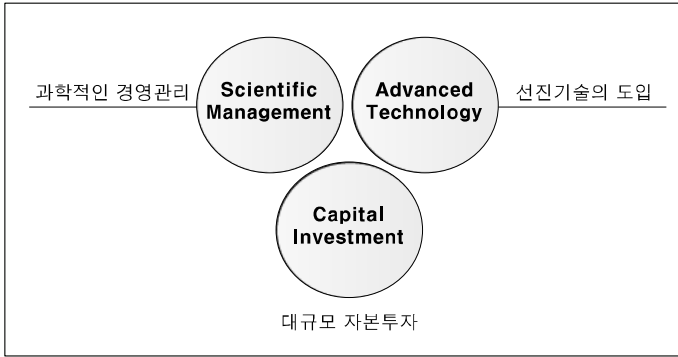 과학적인 경영관리
Scientific
Management
Advanced
Technology
선진기술의 도입
Capital
Investment
대규모 자본투자